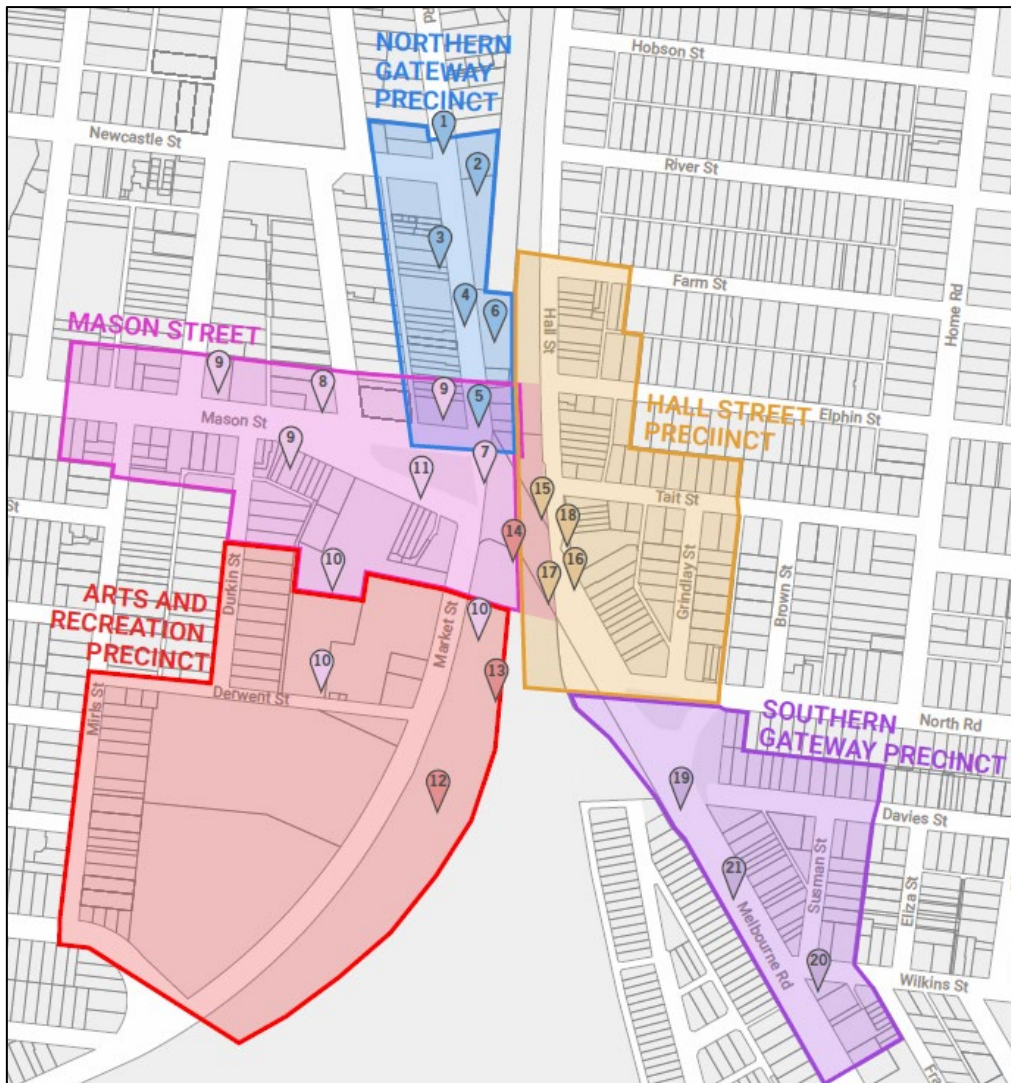 Rd
NORTHERN
GATEWAY
PRECINCT
Hobson St
Newcastle St
1
2
River St
3
Farm St
4
6
Hall St
Home Rd
MASON STREET
9
8
9
5
Mason St
Elphin St
HALL STREET
PRECIINCT
9
11
7
15
Tait St
St
18
14
16
17
10
Durkin St
Grindlay St
Brown St
ARTS AND
RECREATION
PRECINCT
Market St
10
10
13
Derwent St
Mirls St
North Rd
SOUTHERN
GATEWAY PRECINCT
12
19
Davies St
21
Susman St
Eliza St
Melbourne Rd
20
Wilkins St
Fra